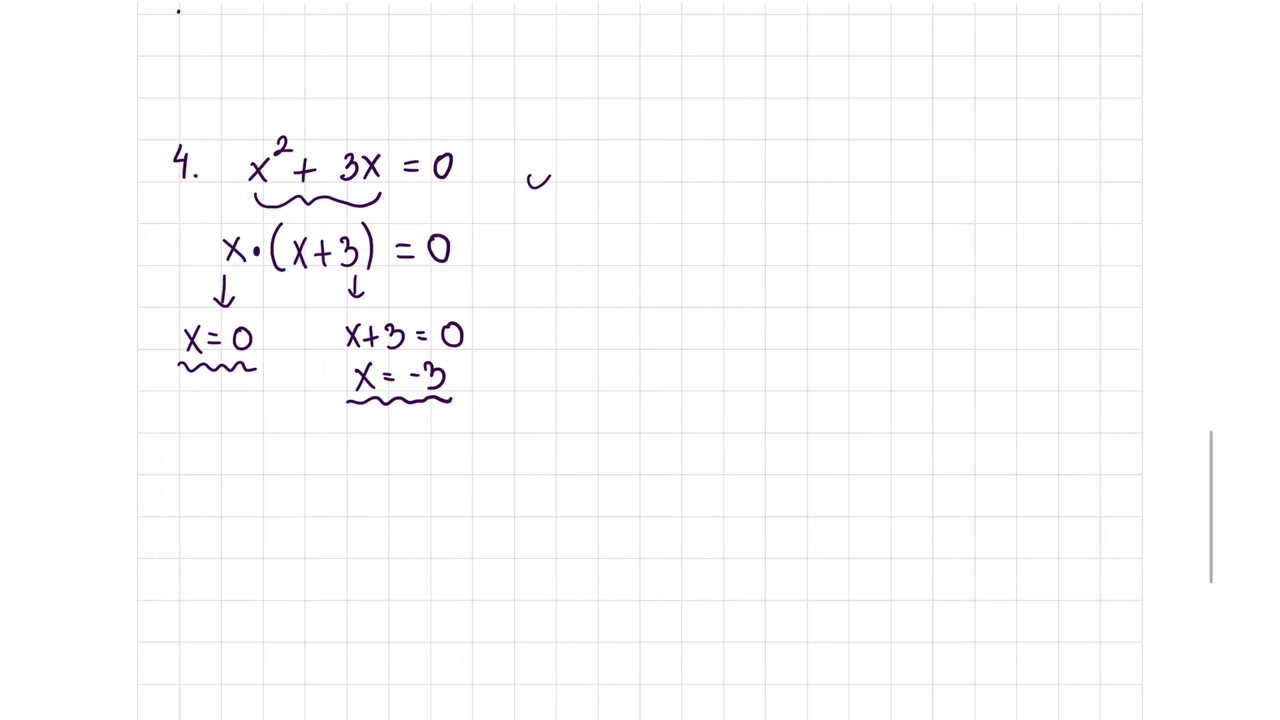 4. x² + 3x = 0
x·(x+3) = 0
↓ ↓
x = 0 x+3 = 0
x = -3